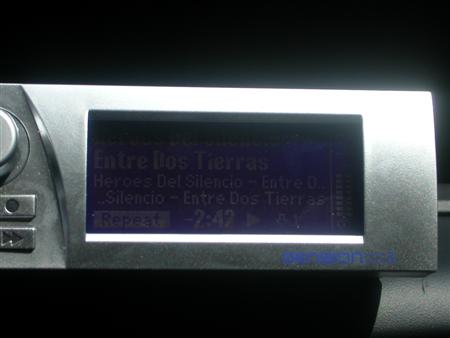 Entre Dos Tierras
Heroes Del Silencio - Entre D..
..Silencio - Entre Dos Tierras
Repeat -2:42